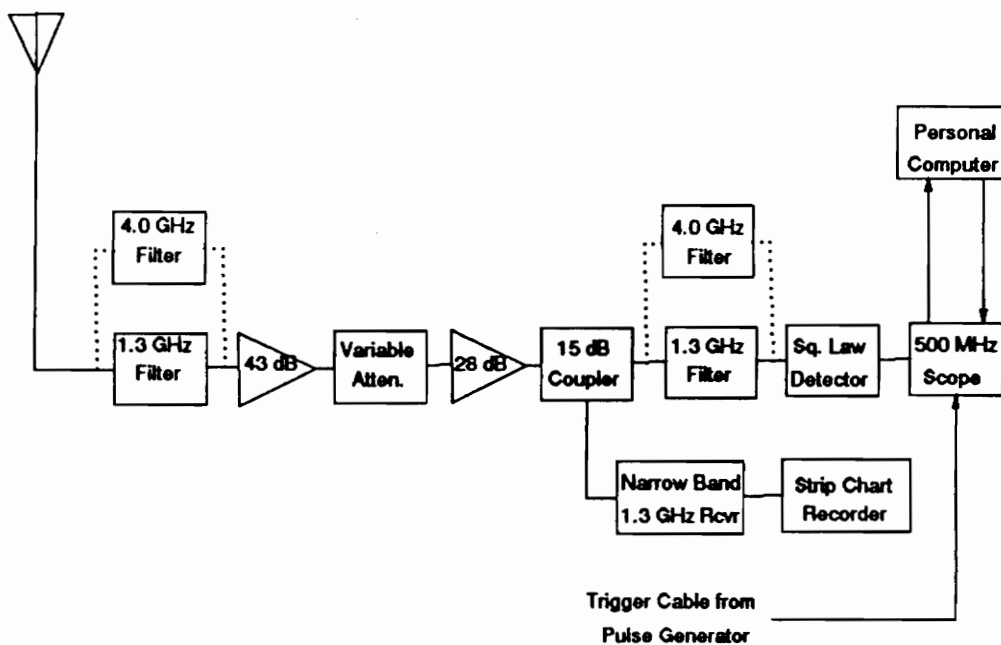 Personal
Computer
4.0 GHz
Filter
4.0 GHz
Filter
1.3 GHz
Filter
43 dB
Variable
Atten.
28 dB
15 dB
Coupler
1.3 GHz
Filter
Sq. Law
Detector
500 MHz
Scope
Narrow Band
1.3 GHz Rcvr
Strip Chart
Recorder
Trigger Cable from
Pulse Generator